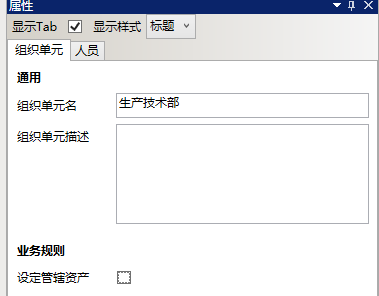 属性
显示Tab 显示样式 标题
组织单元 人员
通用
组织单元名 生产技术部
组织单元描述
业务规则
设定管辖资产